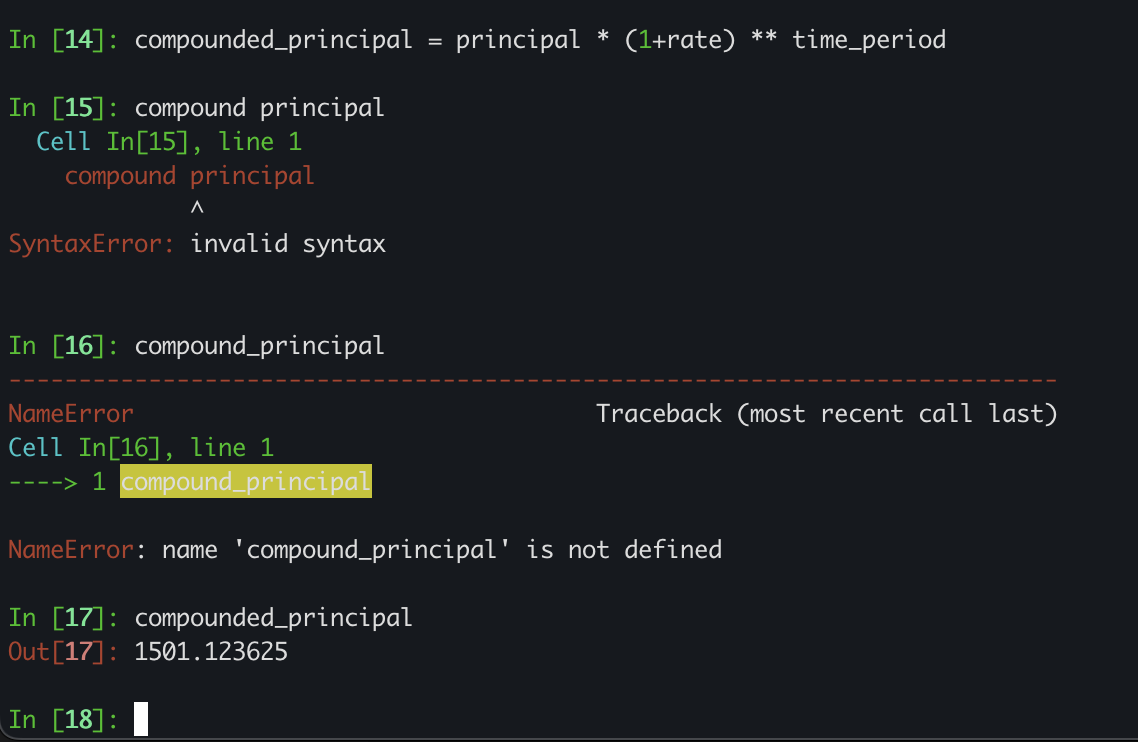 In [14]: compounded_principal = principal * (1+rate) ** time_period
In [15]: compound principal
  Cell In[15], line 1
    compound principal
             ^
SyntaxError: invalid syntax
In [16]: compound_principal
---------------------------------------------------------------------------
NameError                                 Traceback (most recent call last)
Cell In[16], line 1
----> 1 compound_principal
NameError: name 'compound_principal' is not defined
In [17]: compounded_principal
Out[17]: 1501.123625
In [18]: